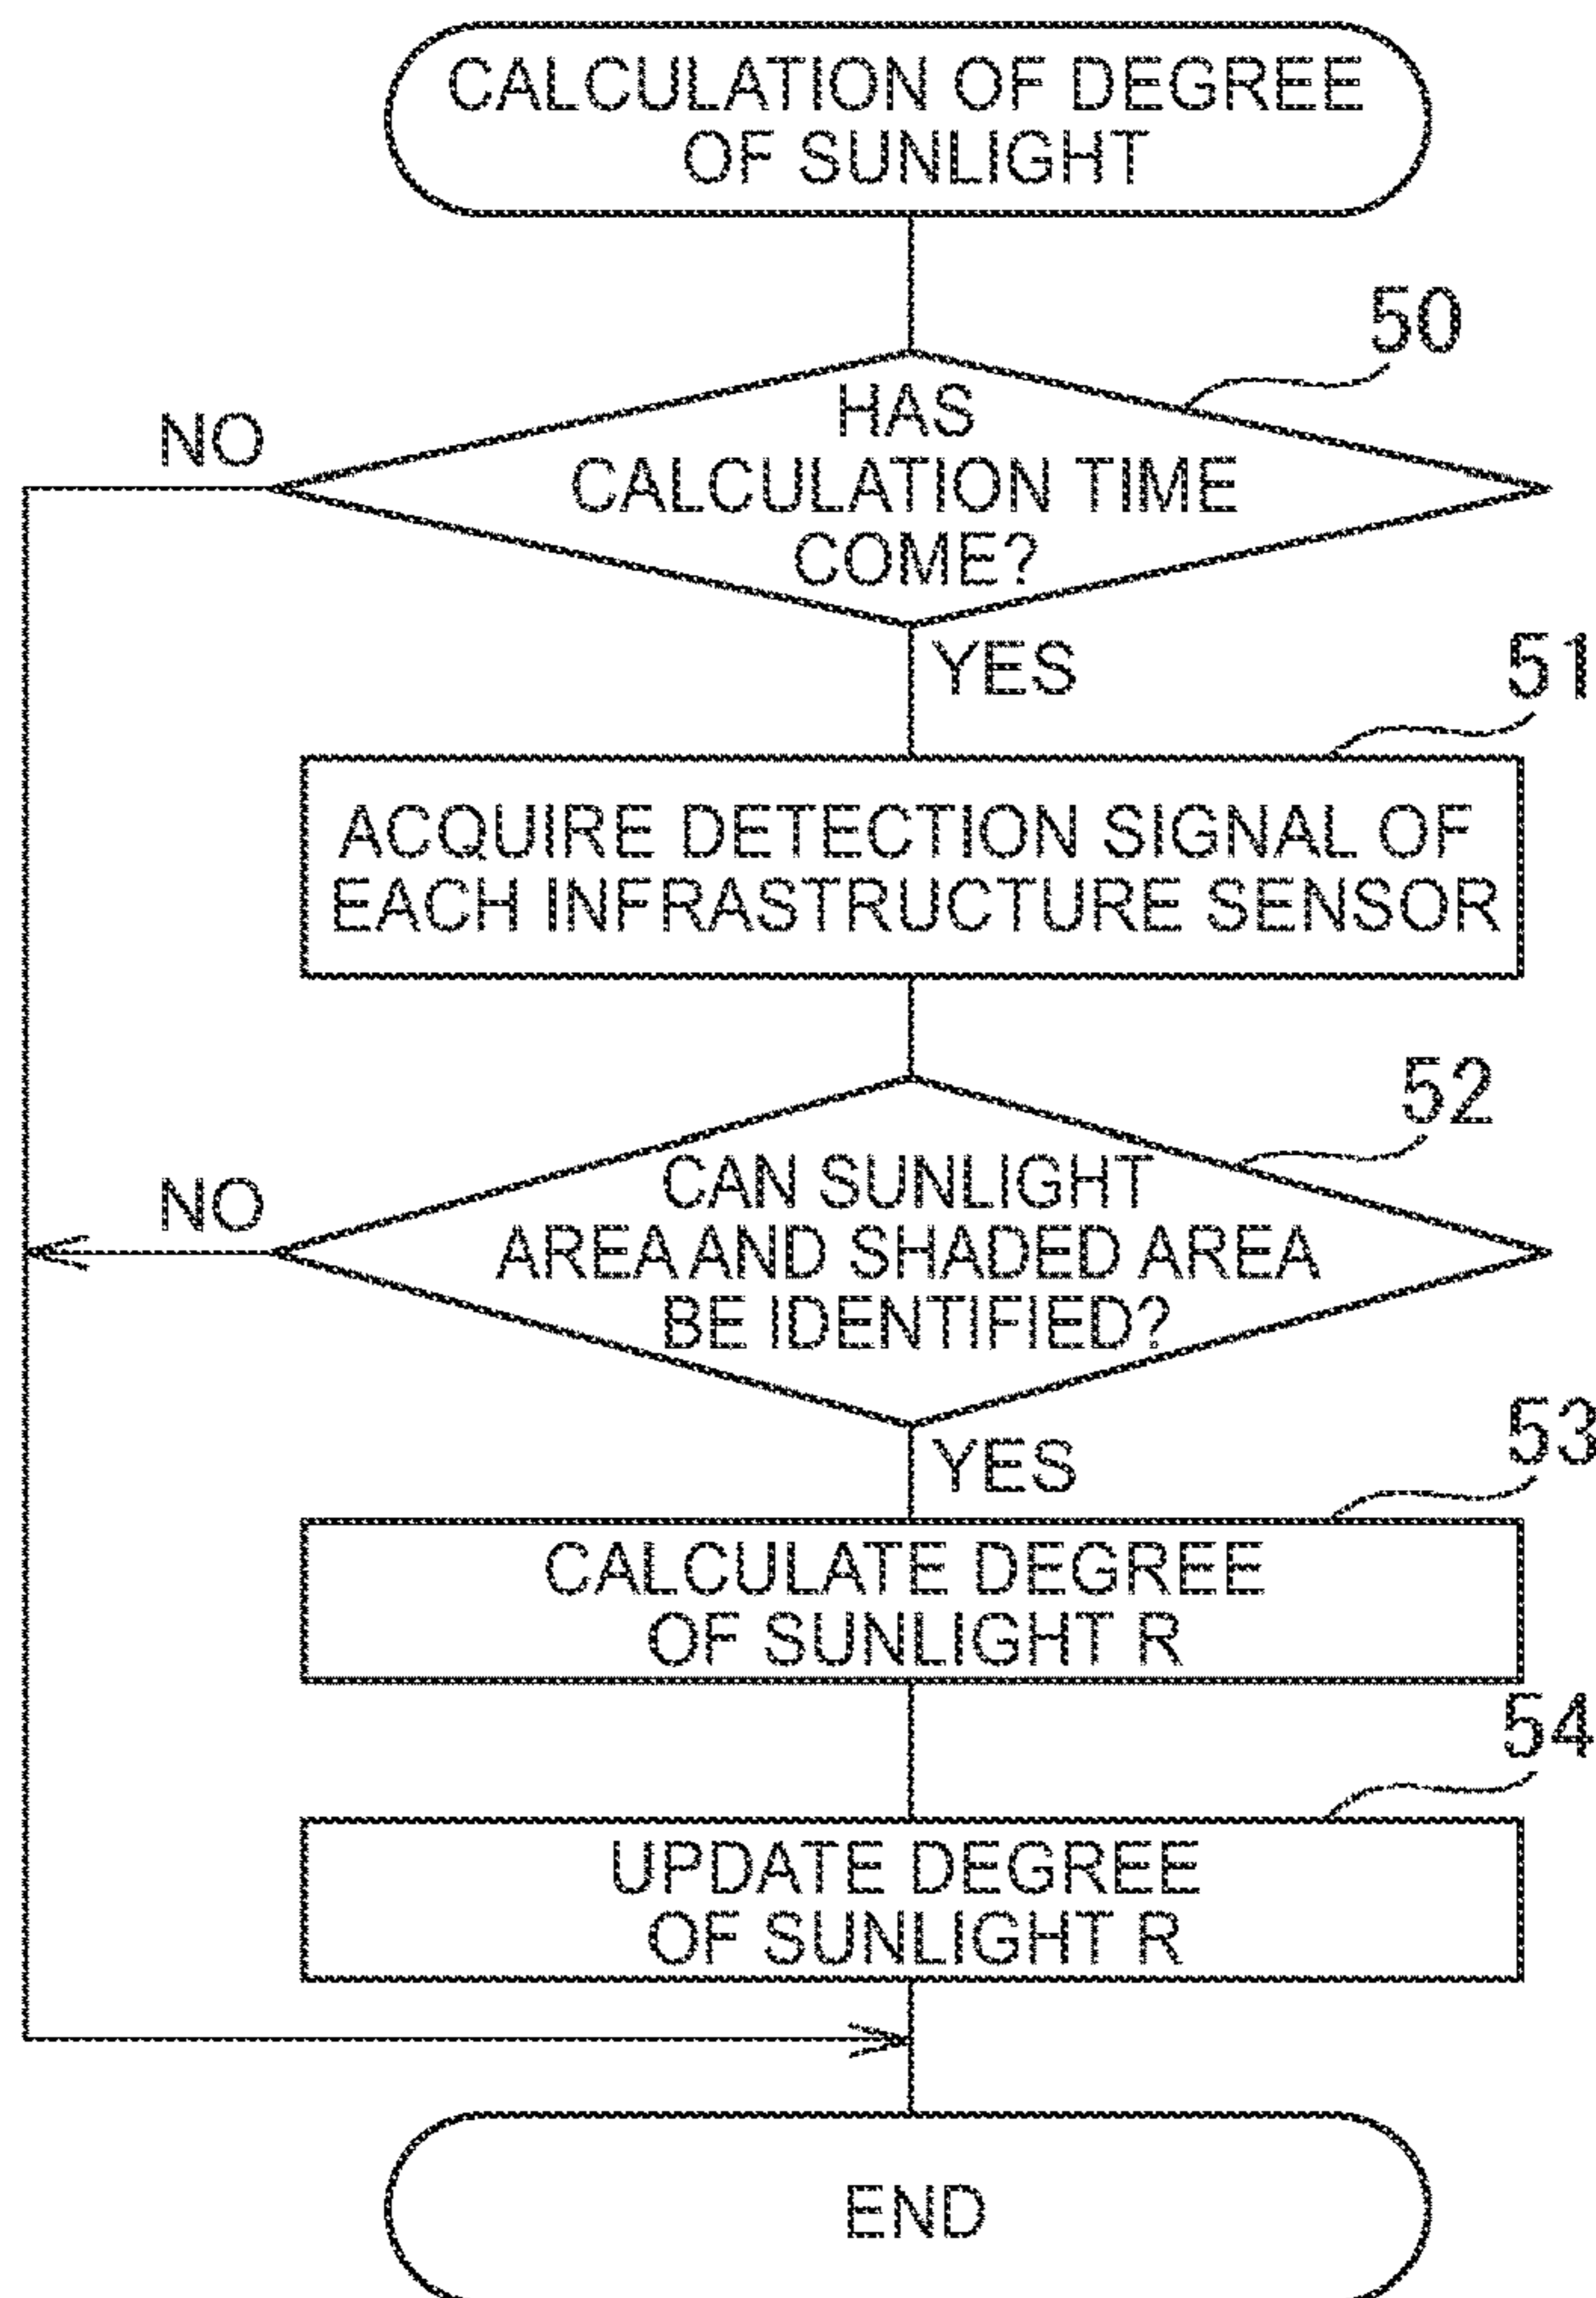 CALCULATION OF DEGREE
OF SUNLIGHT
50
HAS
CALCULATION TIME
COME?
NO
YES
51
ACQUIRE DETECTION SIGNAL OF
EACH INFRASTRUCTURE SENSOR
52
CAN SUNLIGHT
AREA AND SHADED AREA
BE IDENTIFIED?
NO
YES
53
CALCULATE DEGREE
OF SUNLIGHT R
54
UPDATE DEGREE
OF SUNLIGHT R
END